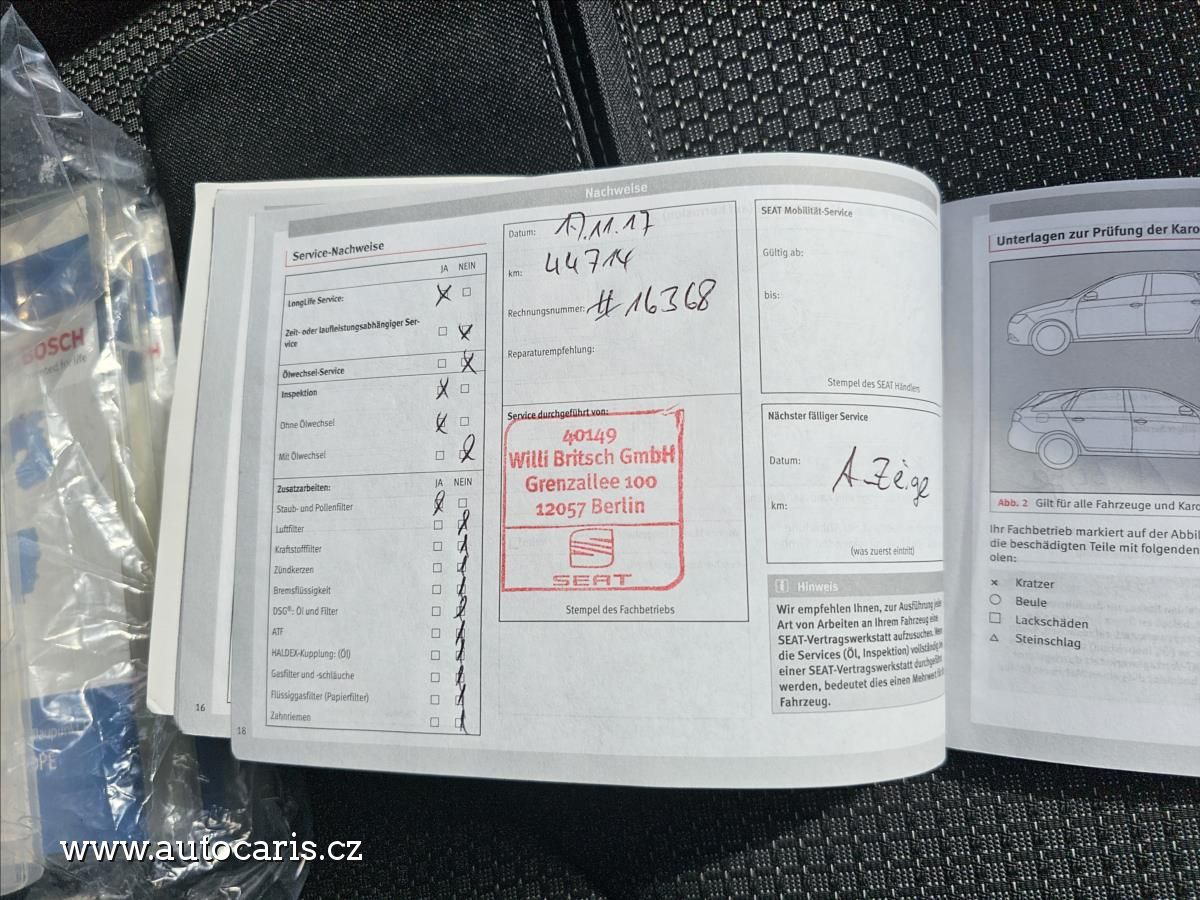 Nachweise
Service-Nachweise
JA NEIN
LongLife Service:
Zeit- oder laufleistungsabhängiger Ser-
vice
Ölwechsel-Service
Inspektion
Ohne Ölwechsel
Mit Ölwechsel
Zusatzarbeiten: JA NEIN
Staub- und Pollenfilter
Luftfilter
Kraftstofffilter
Zündkerzen
Bremsflüssigkeit
DSG®: Öl und Filter
ATF
HALDEX-Kupplung: (Öl)
Gasfilter und -schläuche
Flüssiggasfilter (Papierfilter)
Zahnriemen
16
18
Datum: 17.11.17
km: 44714
Rechnungsnummer: #16368
Reparaturempfehlung:
Service durchgeführt von:
40149
Willi Britsch GmbH
Grenzallee 100
12057 Berlin
SEAT
Stempel des Fachbetriebs
SEAT Mobilität-Service
Gültig ab:
bis:
Stempel des SEAT Händlers
Nächster fälliger Service
Datum:
A-Zeige
km:
(was zuerst eintritt)
Hinweis
Wir empfehlen Ihnen, zur Ausführung jeder
Art von Arbeiten an Ihrem Fahrzeug eine
SEAT-Vertragswerkstatt aufzusuchen.
die Services (Öl, Inspektion) vollständig
einer SEAT-Vertragswerkstatt durchgeführt
werden, bedeutet dies einen Mehrwert für
Fahrzeug.
Unterlagen zur Prüfung der Karo
Abb. 2 Gilt für alle Fahrzeuge und Karo
Ihr Fachbetrieb markiert auf der Abbil
die beschädigten Teile mit folgenden
olen:
Kratzer
Beule
Lackschäden
Steinschlag
BOSCH
www.autocaris.cz